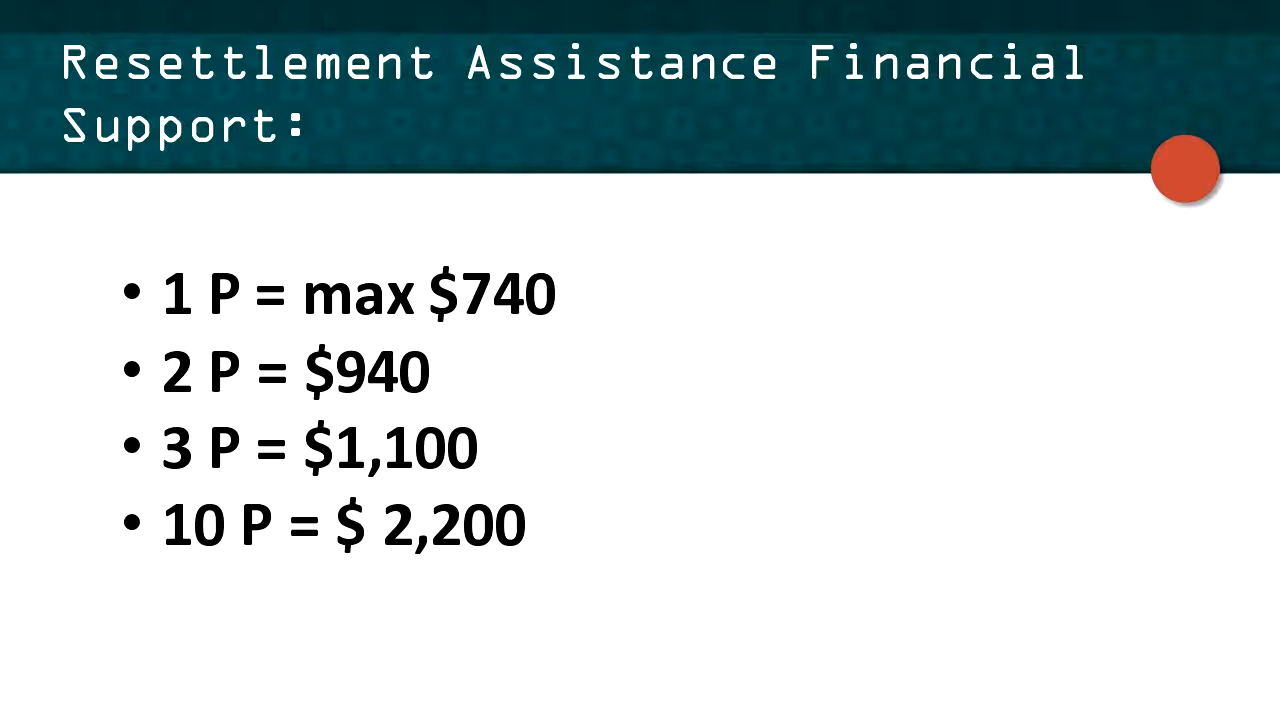 Resettlement Assistance Financial
Support:
• 1 P = max $740
• 2 P = $940
• 3 P = $1,100
• 10 P = $ 2,200